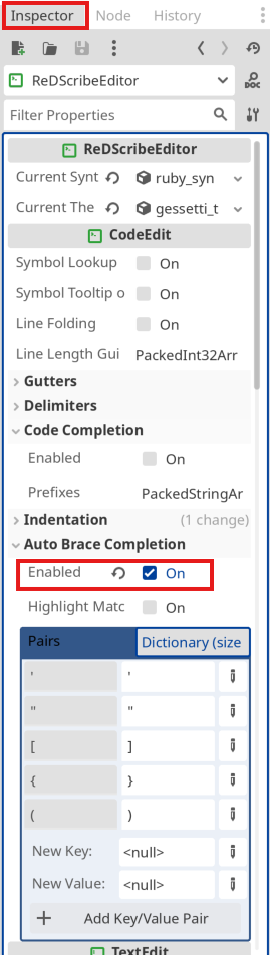 Inspector Node History
ReDScribeEditor
DOC
Filter Properties
ReDScribeEditor
Current Synt ruby_syn
Current The gessetti_t
CodeEdit
Symbol Lookup On
Symbol Tooltip o On
Line Folding On
Line Length Gui PackedInt32Arr
Gutters
Delimiters
Code Completion
Enabled On
Prefixes PackedStringAr
Indentation (1 change)
Auto Brace Completion
Enabled On
Highlight Matc On
Pairs Dictionary (size
' '
" "
[ ]
{ }
( )
New Key: <null>
New Value: <null>
+ Add Key/Value Pair
TextEdit